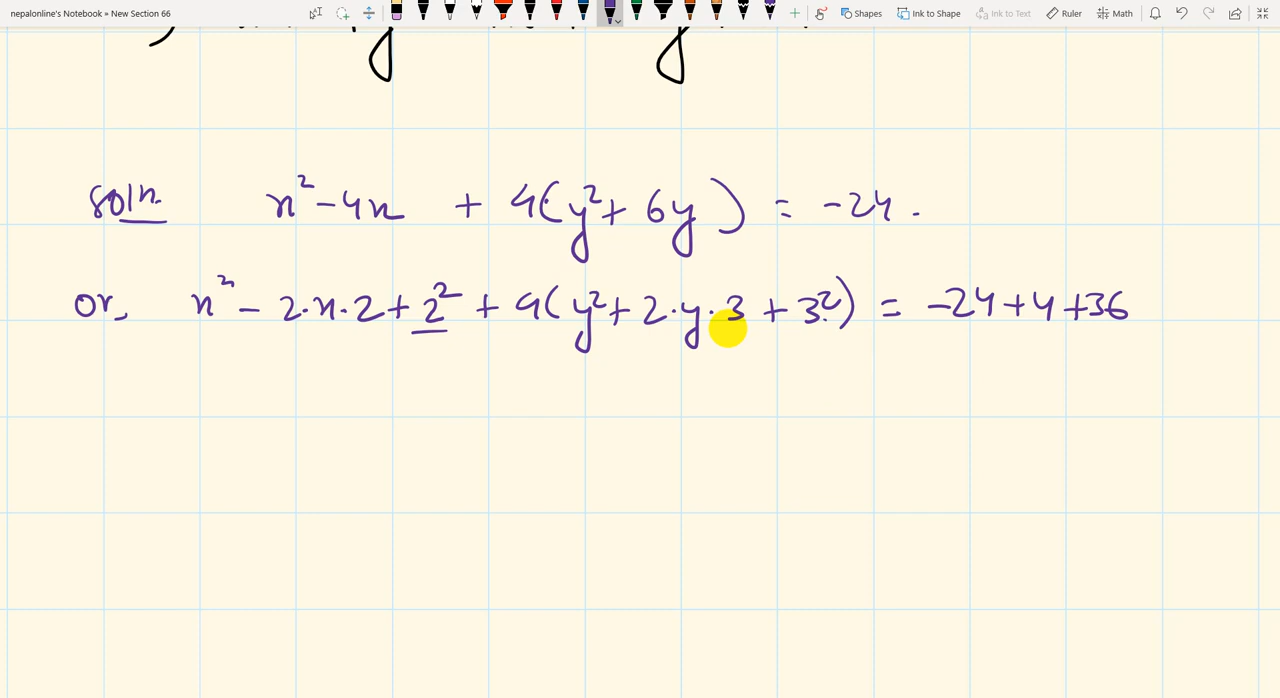 nepalonline's Notebook » New Section 66
Shapes Ink to Shape Ink to Text Ruler Math
soln x² - 4x + 4(y² + 6y) = -24.
or, x² - 2·x·2 + 2² + 4(y² + 2·y·3 + 3²) = -24 + 4 + 36